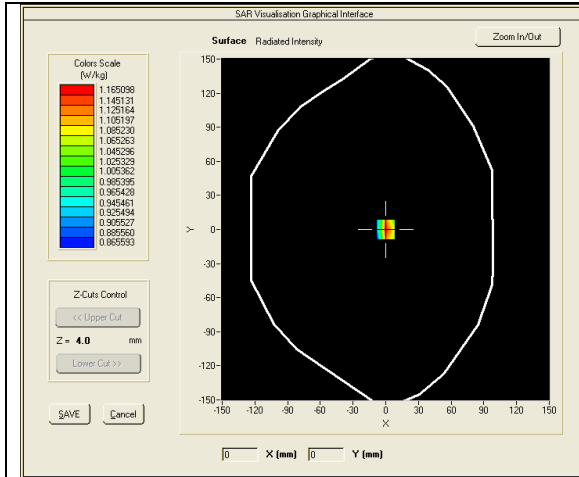 SAR Visualisation Graphical Interface
Surface Radiated Intensity
Zoom In/Out
Colors Scale
(W/kg)
1.165098
1.145131
1.125164
1.105197
1.085230
1.065263
1.045296
1.025329
1.005362
0.985395
0.965428
0.945461
0.925494
0.905527
0.885560
0.865593
Z-Cuts Control
<< Upper Cut
Z = 4.0 mm
Lower Cut >>
SAVE Cancel
150-
120-
90-
60-
30-
0-
-30-
-60-
-90-
-120-
-150-
Y
-150 -120 -90 -60 -30 0 30 60 90 120 150
X
0 X (mm) 0 Y (mm)